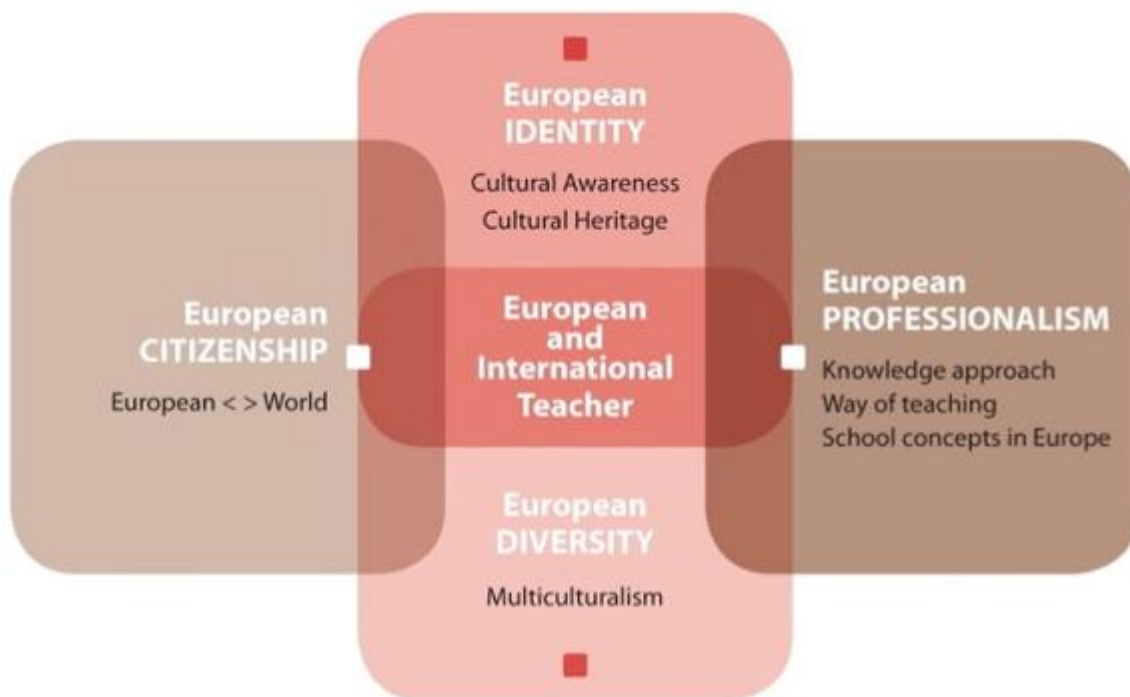 European
IDENTITY
Cultural Awareness
Cultural Heritage
European
CITIZENSHIP
European < > World
European
and
International
Teacher
European
PROFESSIONALISM
Knowledge approach
Way of teaching
School concepts in Europe
European
DIVERSITY
Multiculturalism